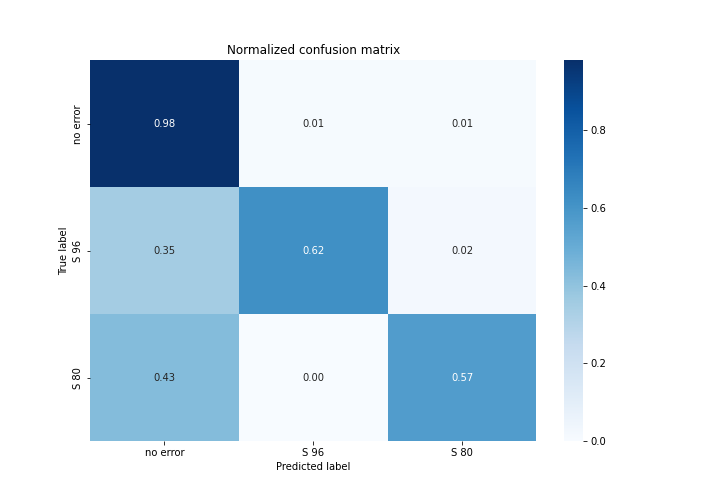 Normalized confusion matrix
True label
no error
0.98
0.01
0.01
S 96
0.35
0.62
0.02
S 80
0.43
0.00
0.57
no error
S 96
S 80
Predicted label
0.8
0.6
0.4
0.2
0.0